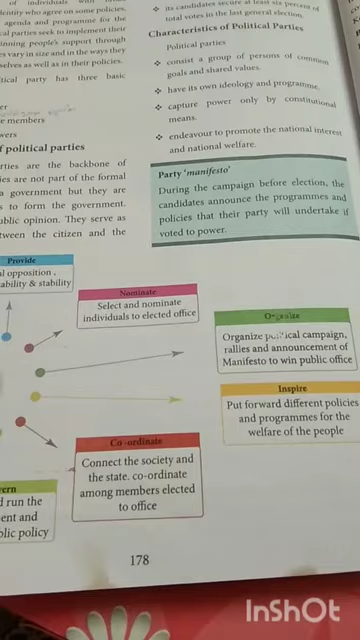 of individuals who
identity who agree on some policies,
agenda and programme for the
cal parties seek to implement their
inning people's support through
es vary in size and in the ways they
selves as well as in their policies.
tical party has three basic
er
e members
wers
f political parties
rties are the backbone of
ies are not part of the formal
a government but they are
s to form the government.
ublic opinion. They serve as
tween the citizen and the
❖ its candidates secure at least six percent of
total votes in the last general election.
Characteristics of Political Parties
Political parties
❖ consist a group of persons of common
goals and shared values.
❖ have its own ideology and programme.
❖ capture power only by constitutional
means.
❖ endeavour to promote the national interest
and national welfare.
Party 'manifesto'
During the campaign before election, the
candidates announce the programmes and
policies that their party will undertake if
voted to power.
Provide
al opposition ,
ability & stability
Nominate
Select and nominate
individuals to elected office
Organize
Organize political campaign,
rallies and announcement of
Manifesto to win public office
Inspire
Put forward different policies
and programmes for the
welfare of the people
Co-ordinate
Connect the society and
the state. co-ordinate
among members elected
to office
ern
d run the
ent and
blic policy
178
InShOt